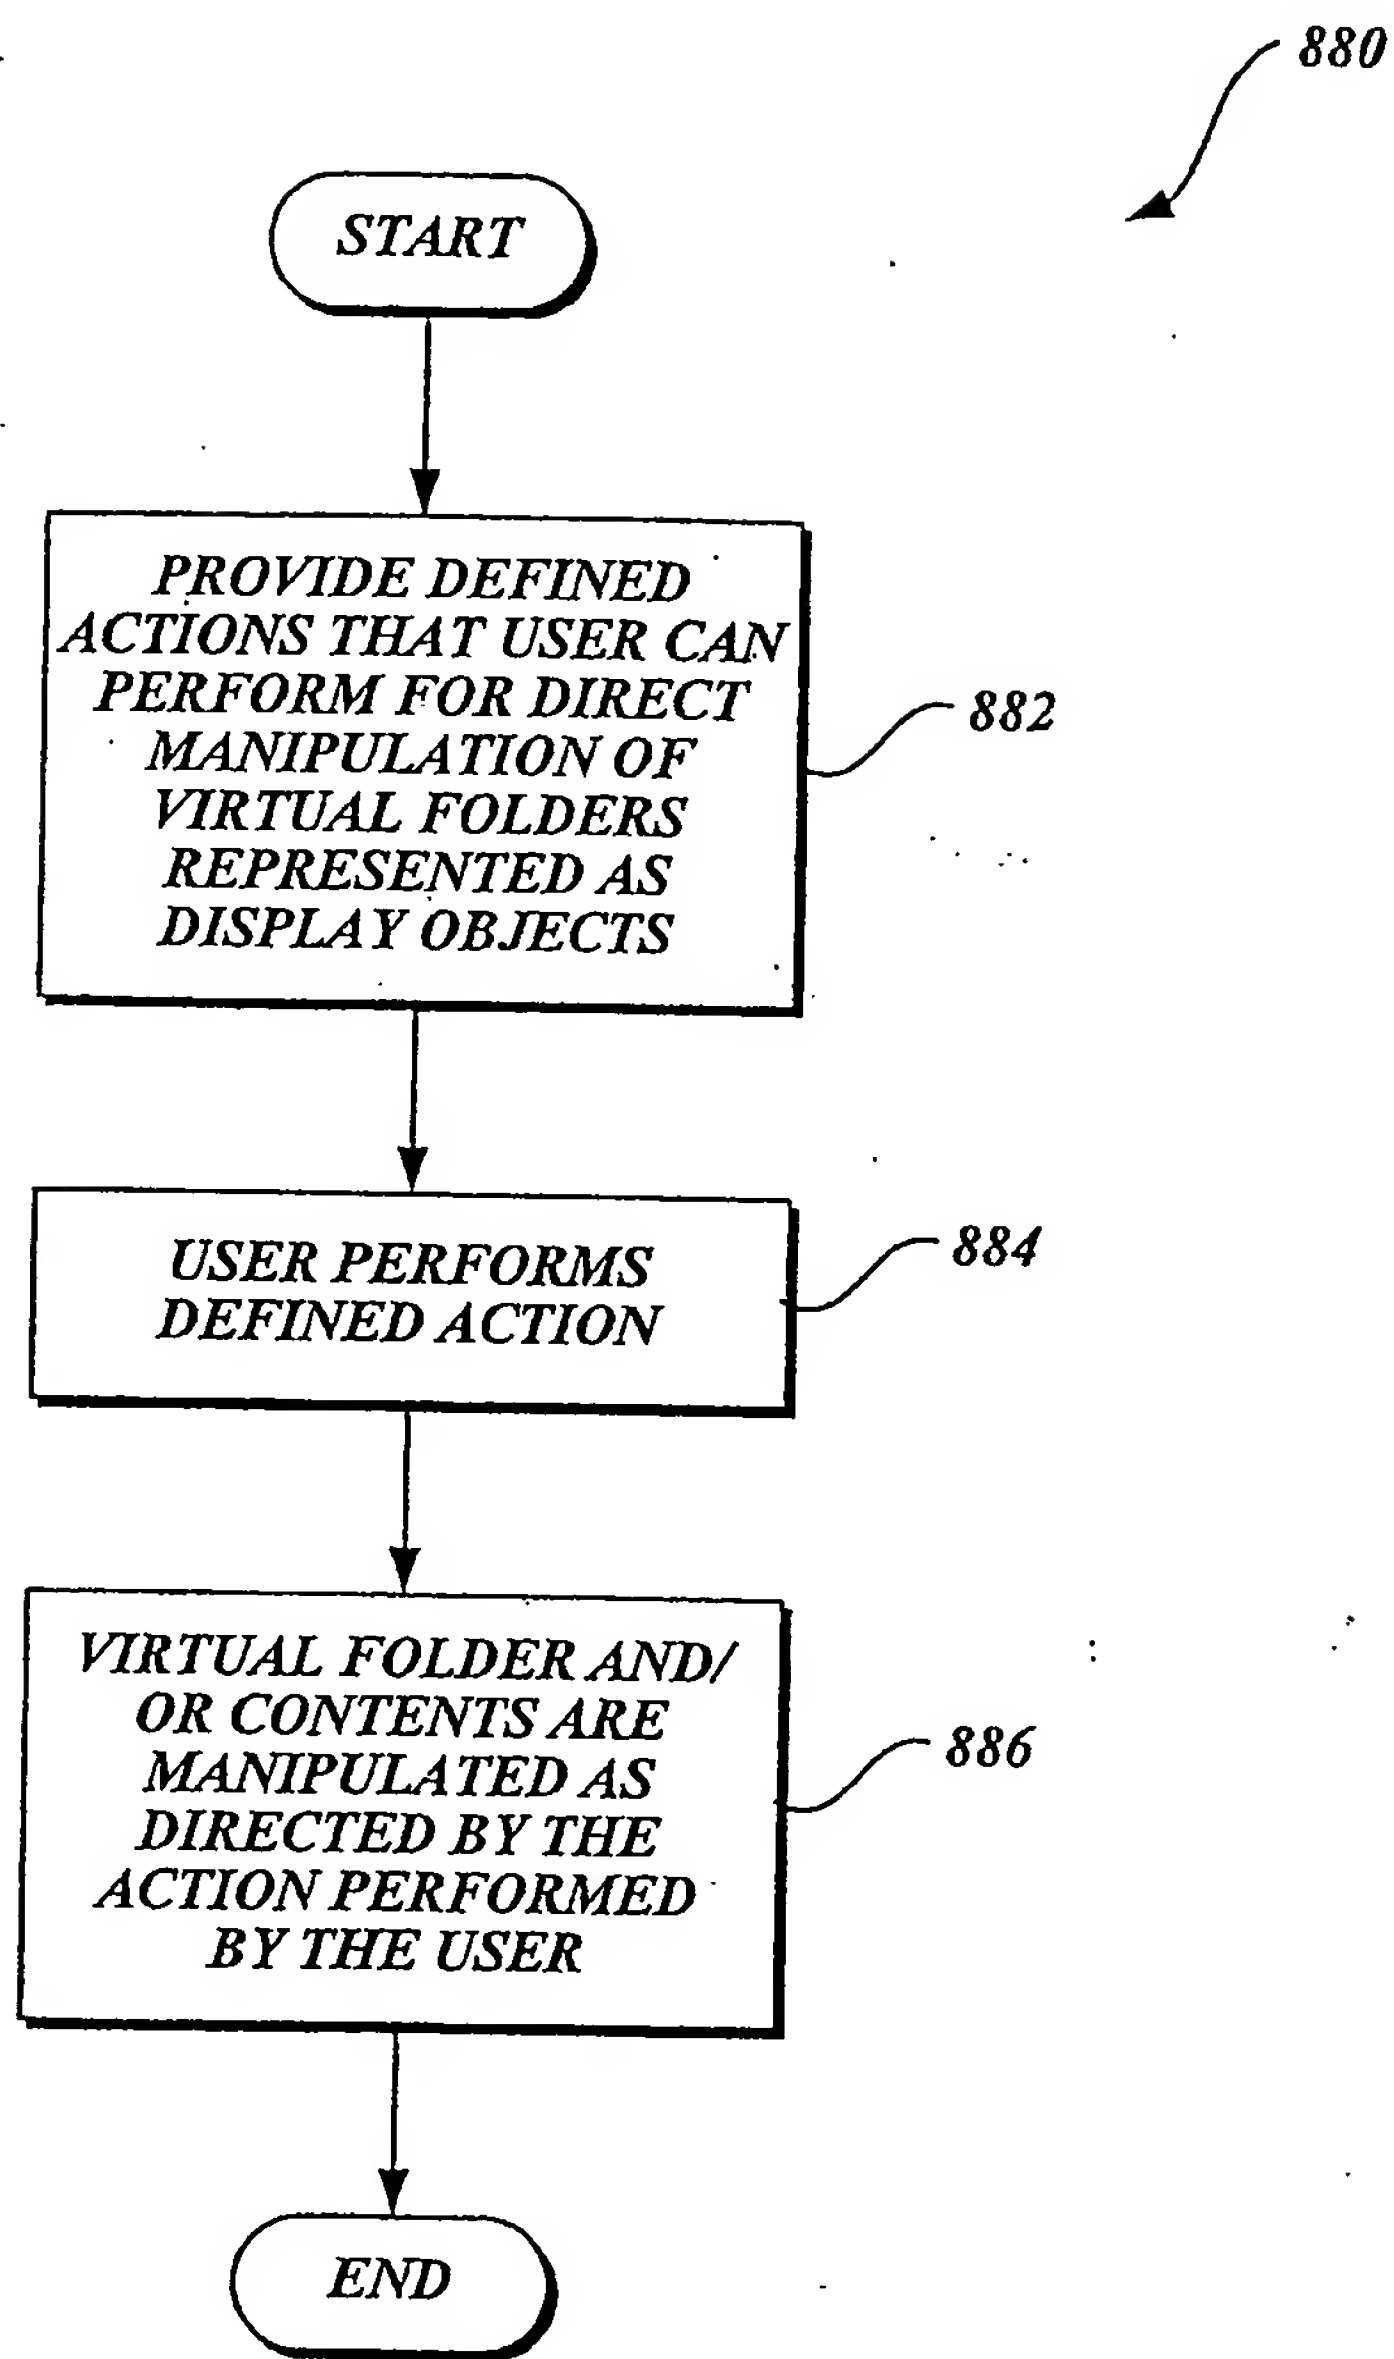 880
START
PROVIDE DEFINED
ACTIONS THAT USER CAN
PERFORM FOR DIRECT
MANIPULATION OF
VIRTUAL FOLDERS
REPRESENTED AS
DISPLAY OBJECTS
882
USER PERFORMS
DEFINED ACTION
884
VIRTUAL FOLDER AND/
OR CONTENTS ARE
MANIPULATED AS
DIRECTED BY THE
ACTION PERFORMED
BY THE USER
886
END